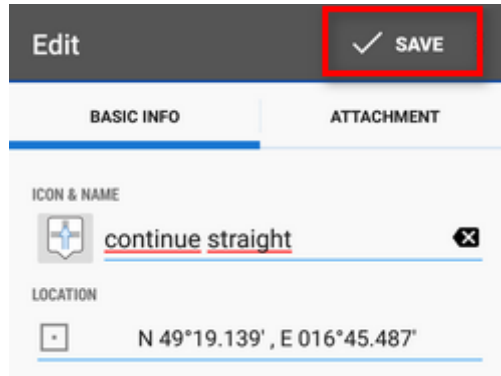 Edit SAVE
BASIC INFO ATTACHMENT
ICON & NAME
continue straight
LOCATION
N 49°19.139' , E 016°45.487'